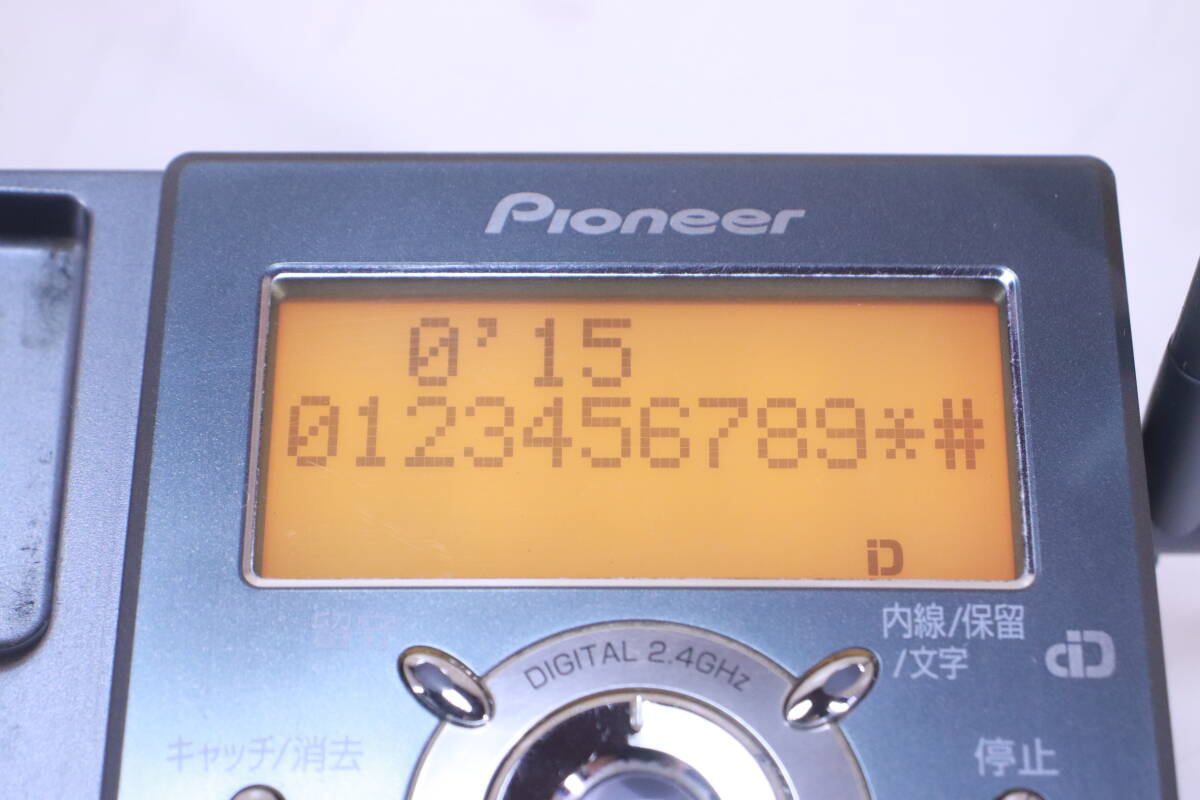 Pioneer
0'15
0123456789*#
iD
内線/保留
/文字
DIGITAL 2.4GHz
キャッチ/消去
停止